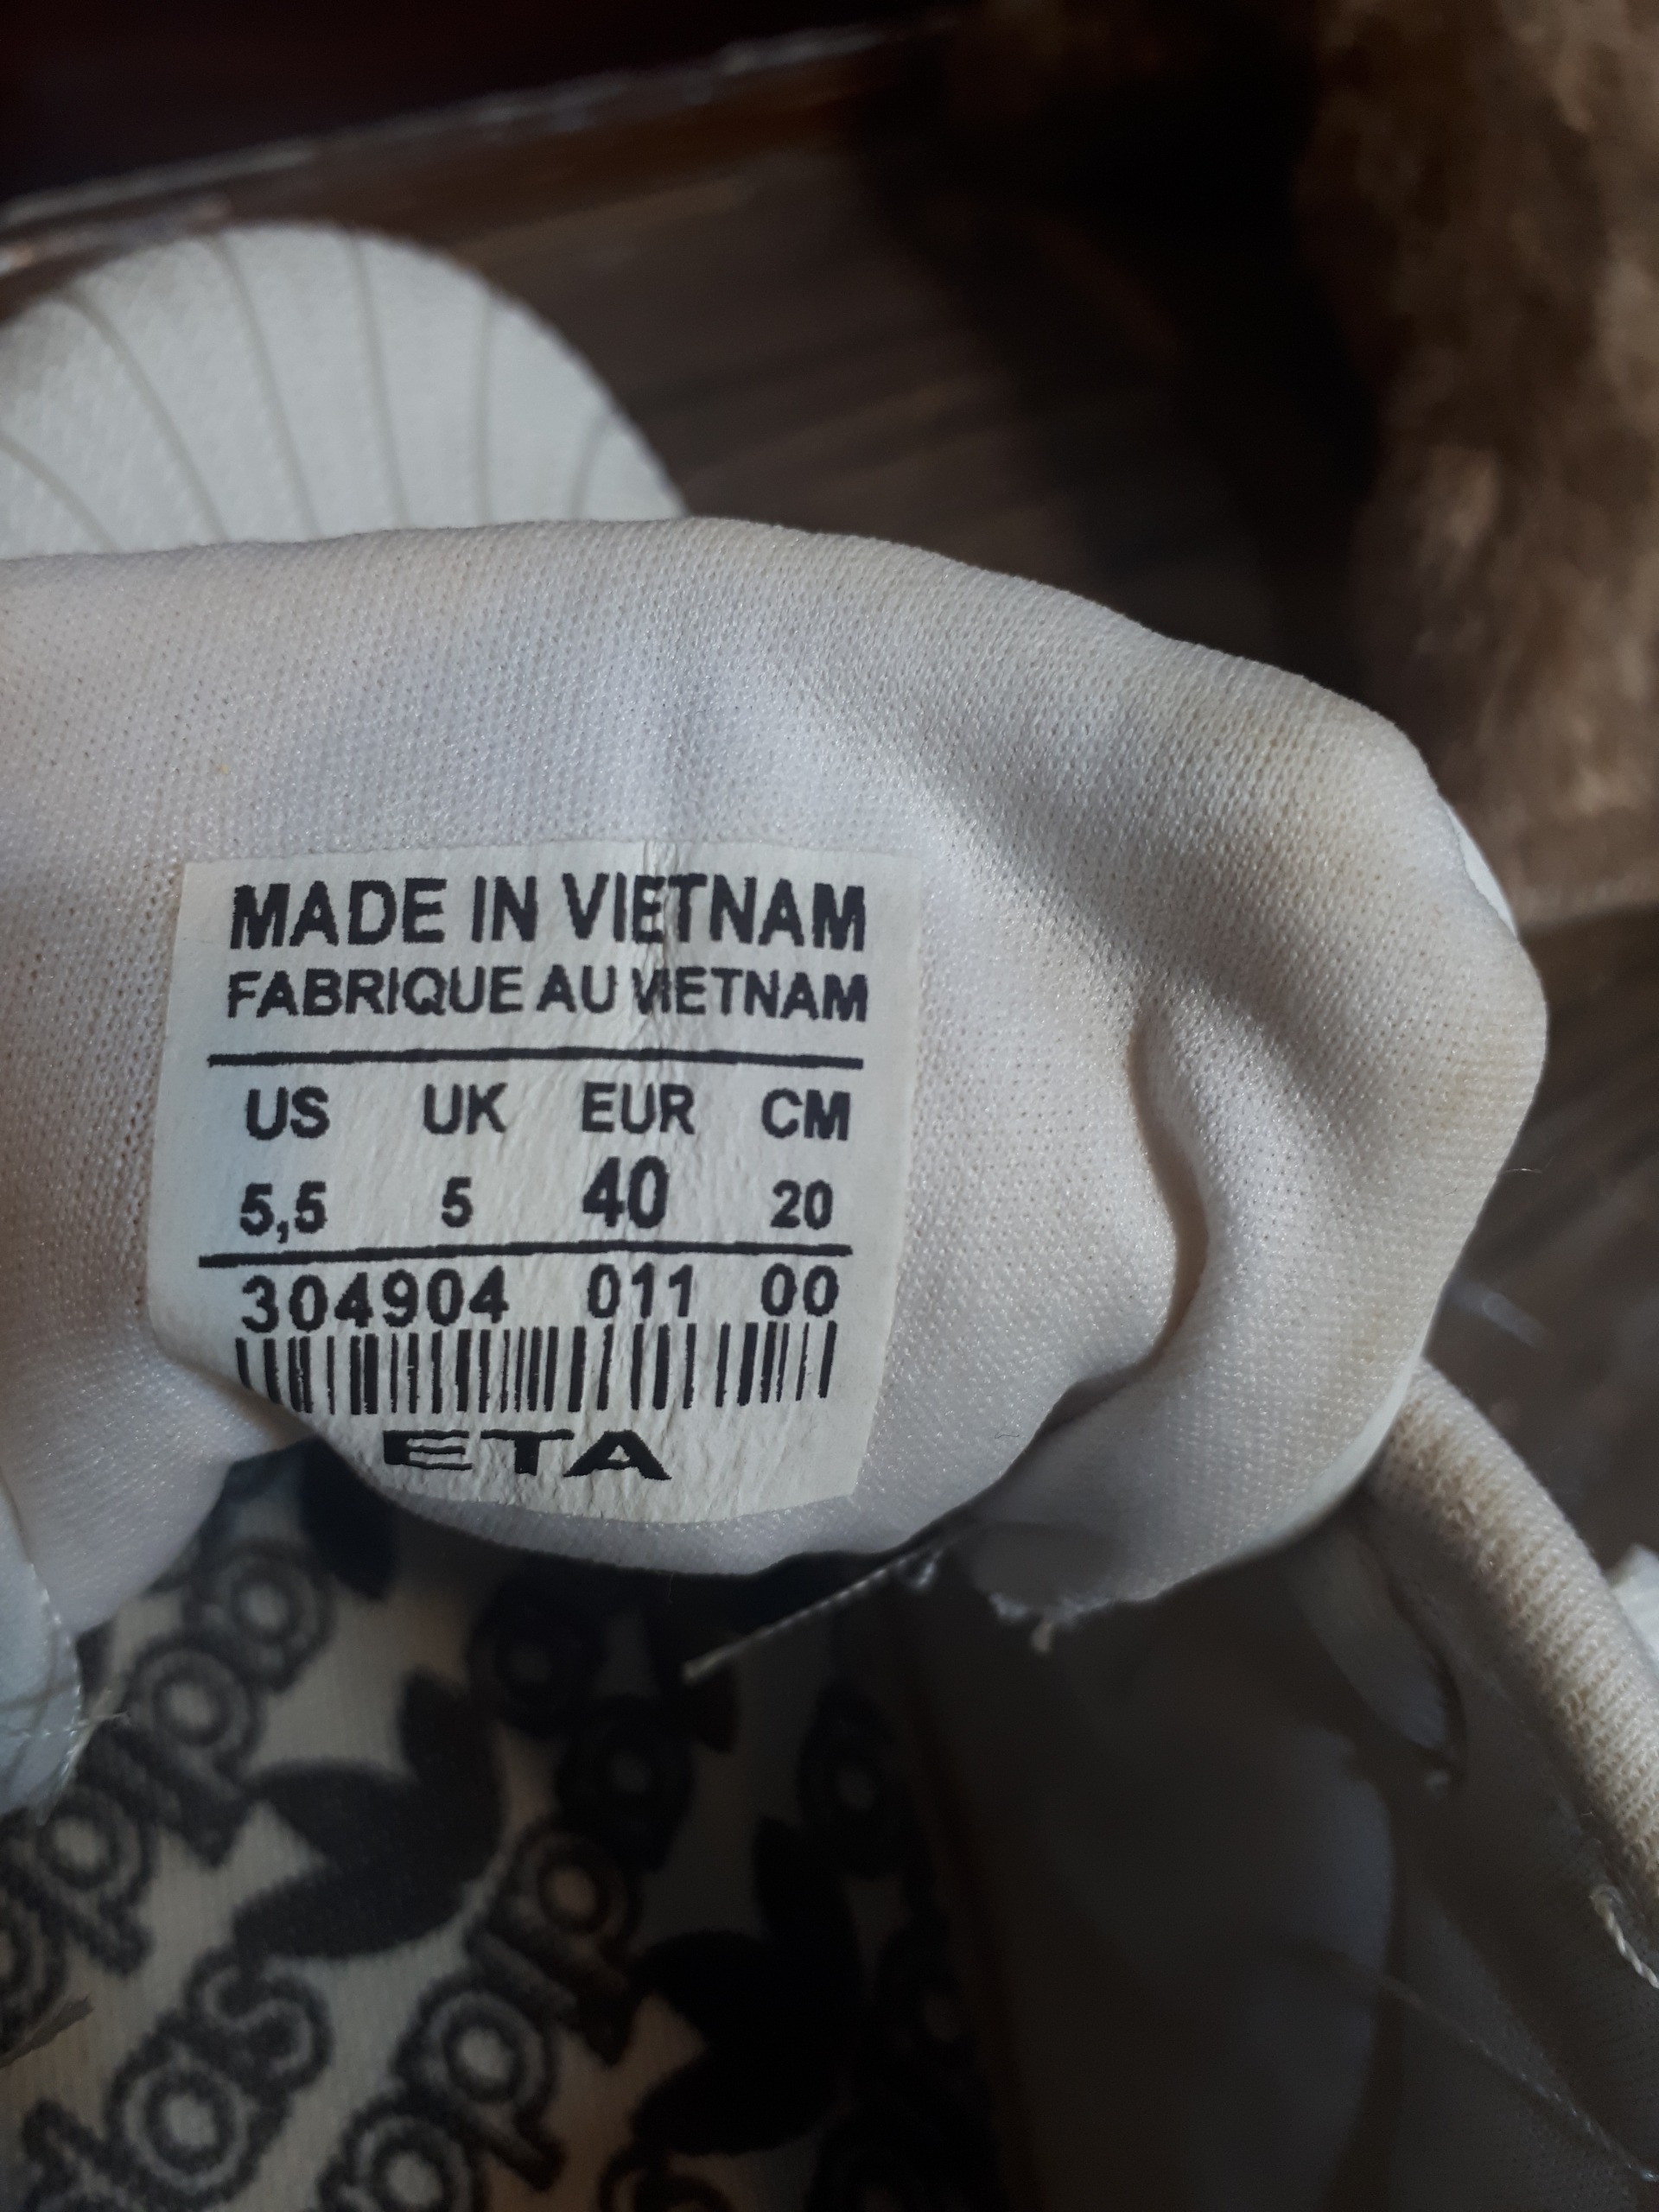 MADE IN VIETNAM
FABRIQUE AU VIETNAM
US UK EUR CM
5,5 5 40 20
304904 011 00
ETA